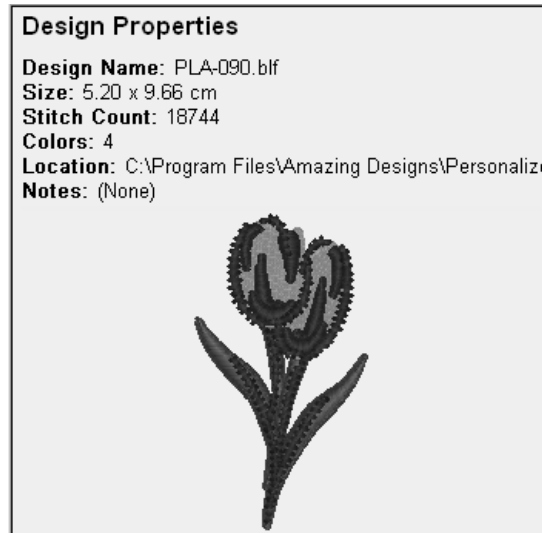 Design Properties
Design Name: PLA-090.blf
Size: 5.20 x 9.66 cm
Stitch Count: 18744
Colors: 4
Location: C:\Program Files\Amazing Designs\Personalize
Notes: (None)